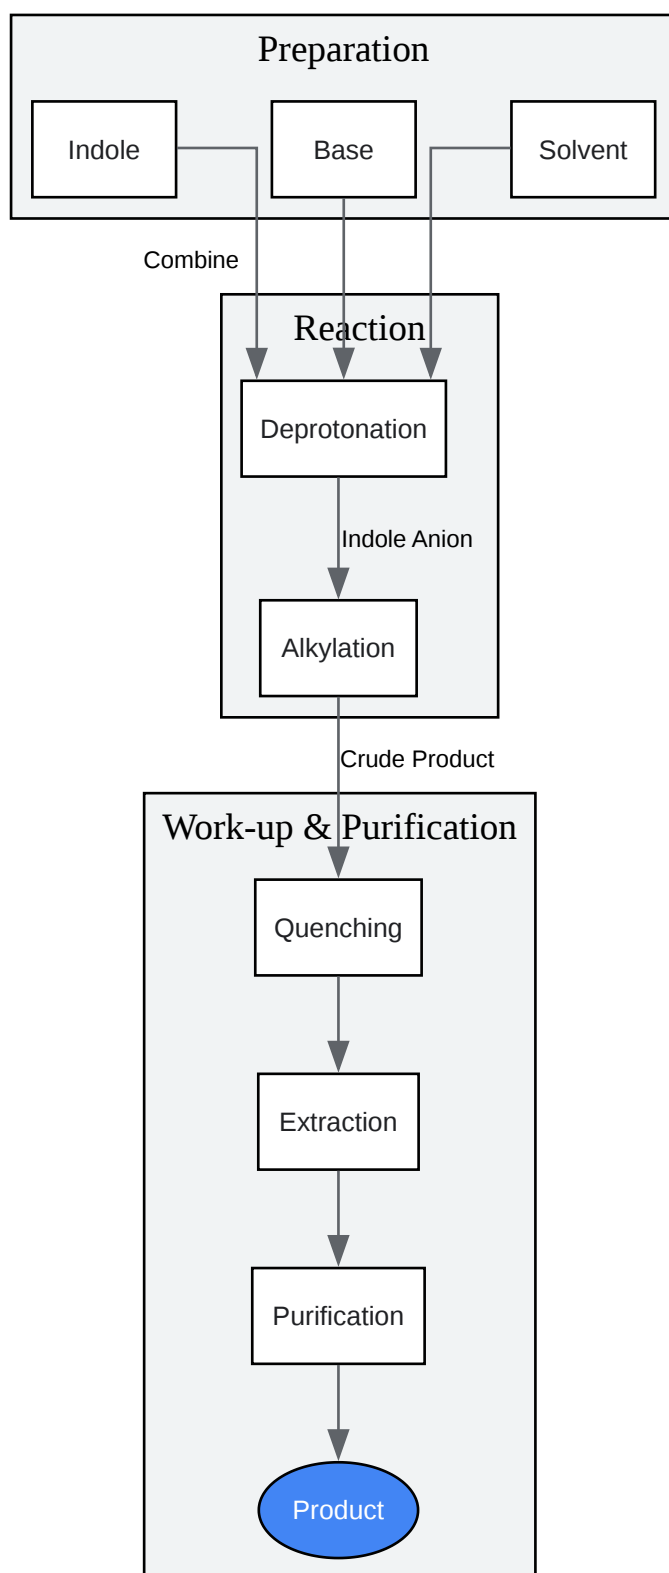 Preparation
Indole
Base
Solvent
Combine
Reaction
Deprotonation
Indole Anion
Alkylation
Crude Product
Work-up & Purification
Quenching
Extraction
Purification
Product